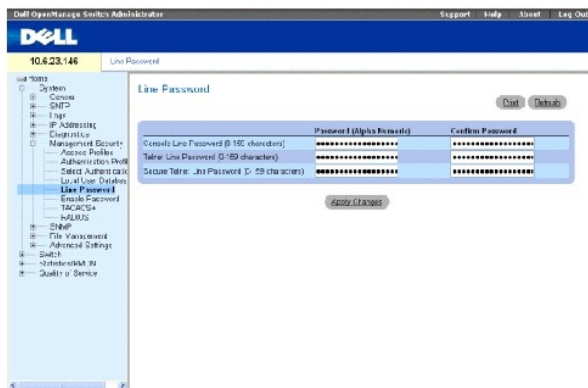 Dell OpenManage Switch Administrator
Support Help About Log Out
DELL
10.6.23.146
Line Password
Home
System
General
SNTP
Logs
IP Addressing
Diagnostics
Management Security
Access Profiles
Authentication Profil
Select Authenticatio
Local User Databas
Line Password
Enable Password
TACACS+
RADIUS
SNMP
File Management
Advanced Settings
Switch
Statistics/RMON
Quality of Service
Line Password
Print Refresh
Password (Alpha Numeric) Confirm Password
Console Line Password (0-159 characters)
Telnet Line Password (0-159 characters)
Secure Telnet Line Password (0-159 characters)
Apply Changes